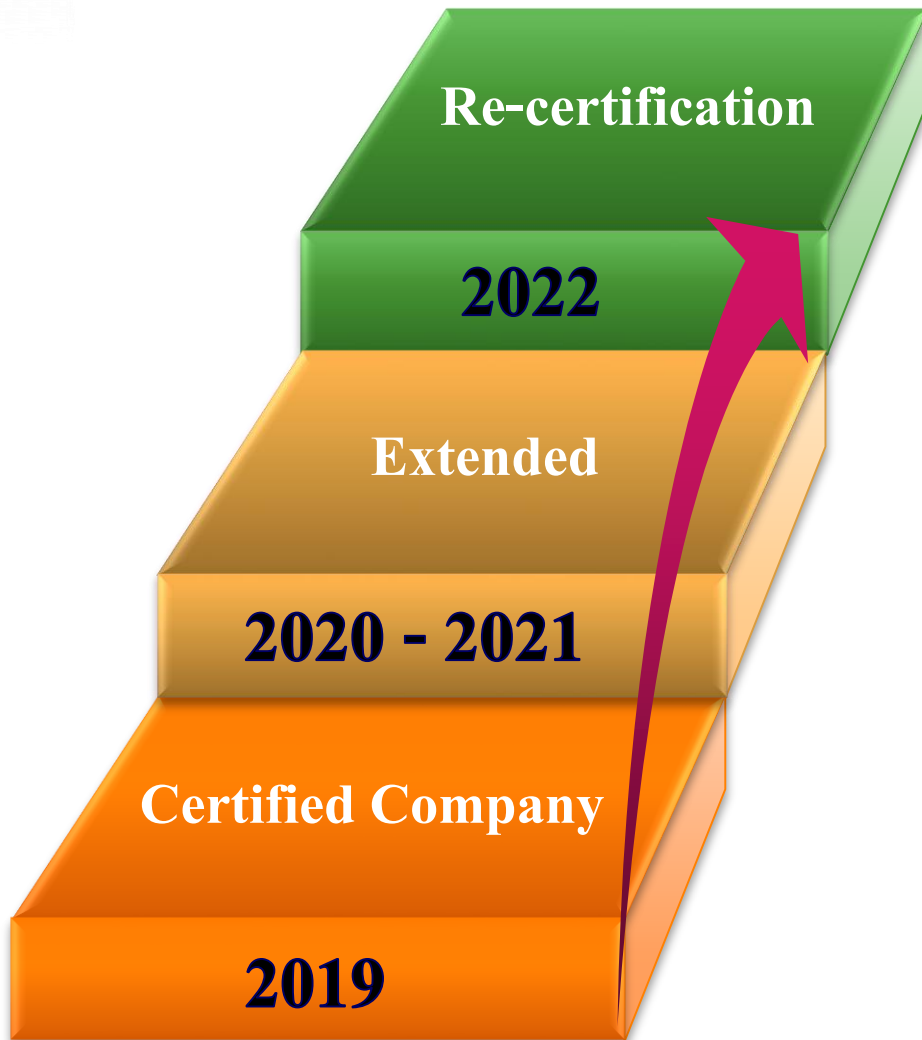 Re-certification
2022
Extended
2020 - 2021
Certified Company
2019